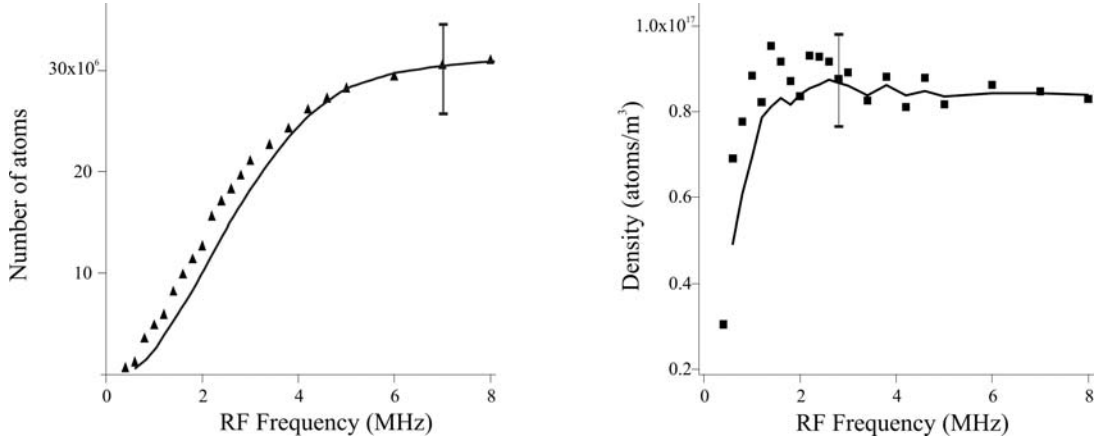 30x10⁶
20
10
Number of atoms
0
2
4
6
8
RF Frequency (MHz)
1.0x10¹⁷
0.8
0.6
0.4
0.2
Density (atoms/m³)
0
2
4
6
8
RF Frequency (MHz)